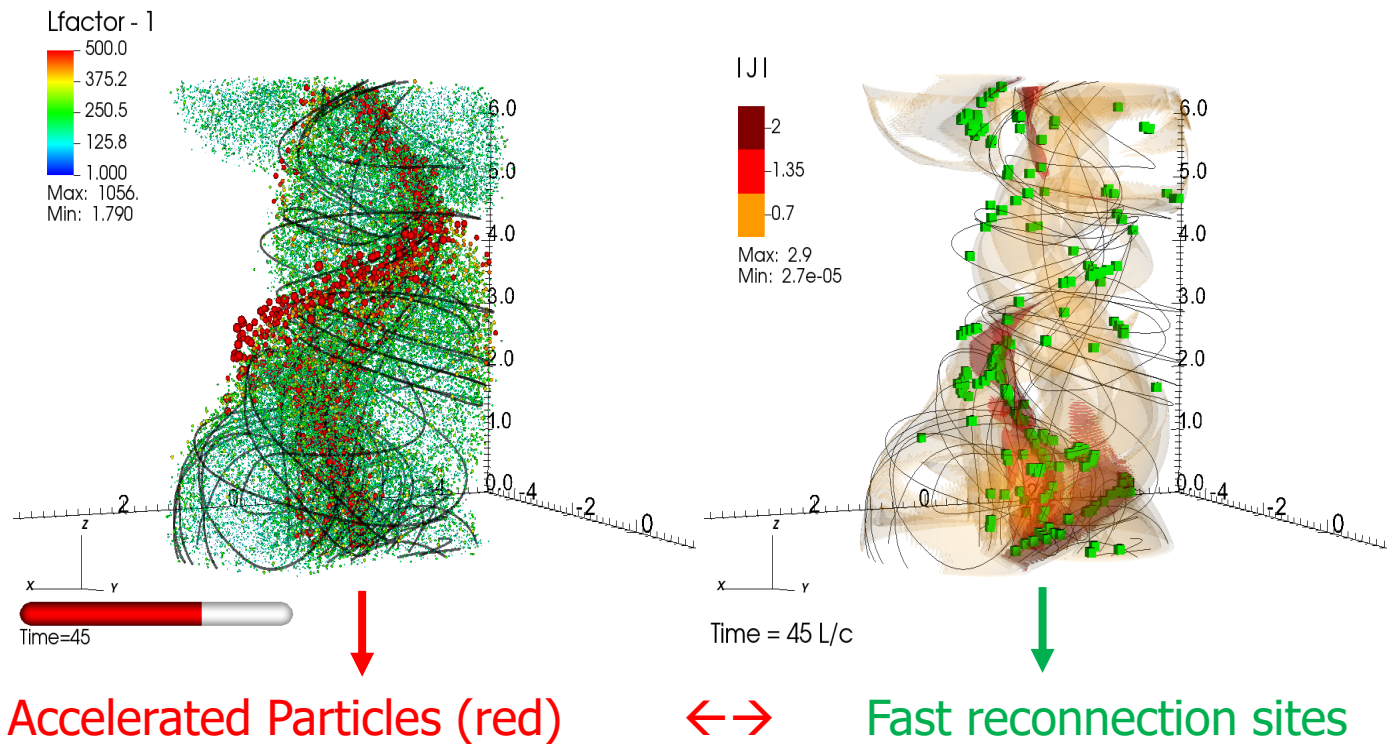 Lfactor - 1
500.0
375.2
250.5
125.8
1.000
Max: 1056.
Min: 1.790
6.0
5.0
4.0
3.0
2.0
1.0
0.0
2
0
-4
-4
-2
0
Z
X
Y
Time=45
|J|
2
1.35
0.7
Max: 2.9
Min: 2.7e-05
6.0
5.0
4.0
3.0
2.0
1.0
0.0
2
0
-4
-2
0
Z
X
Y
Time = 45 L/c
Accelerated Particles (red) ←→ Fast reconnection sites